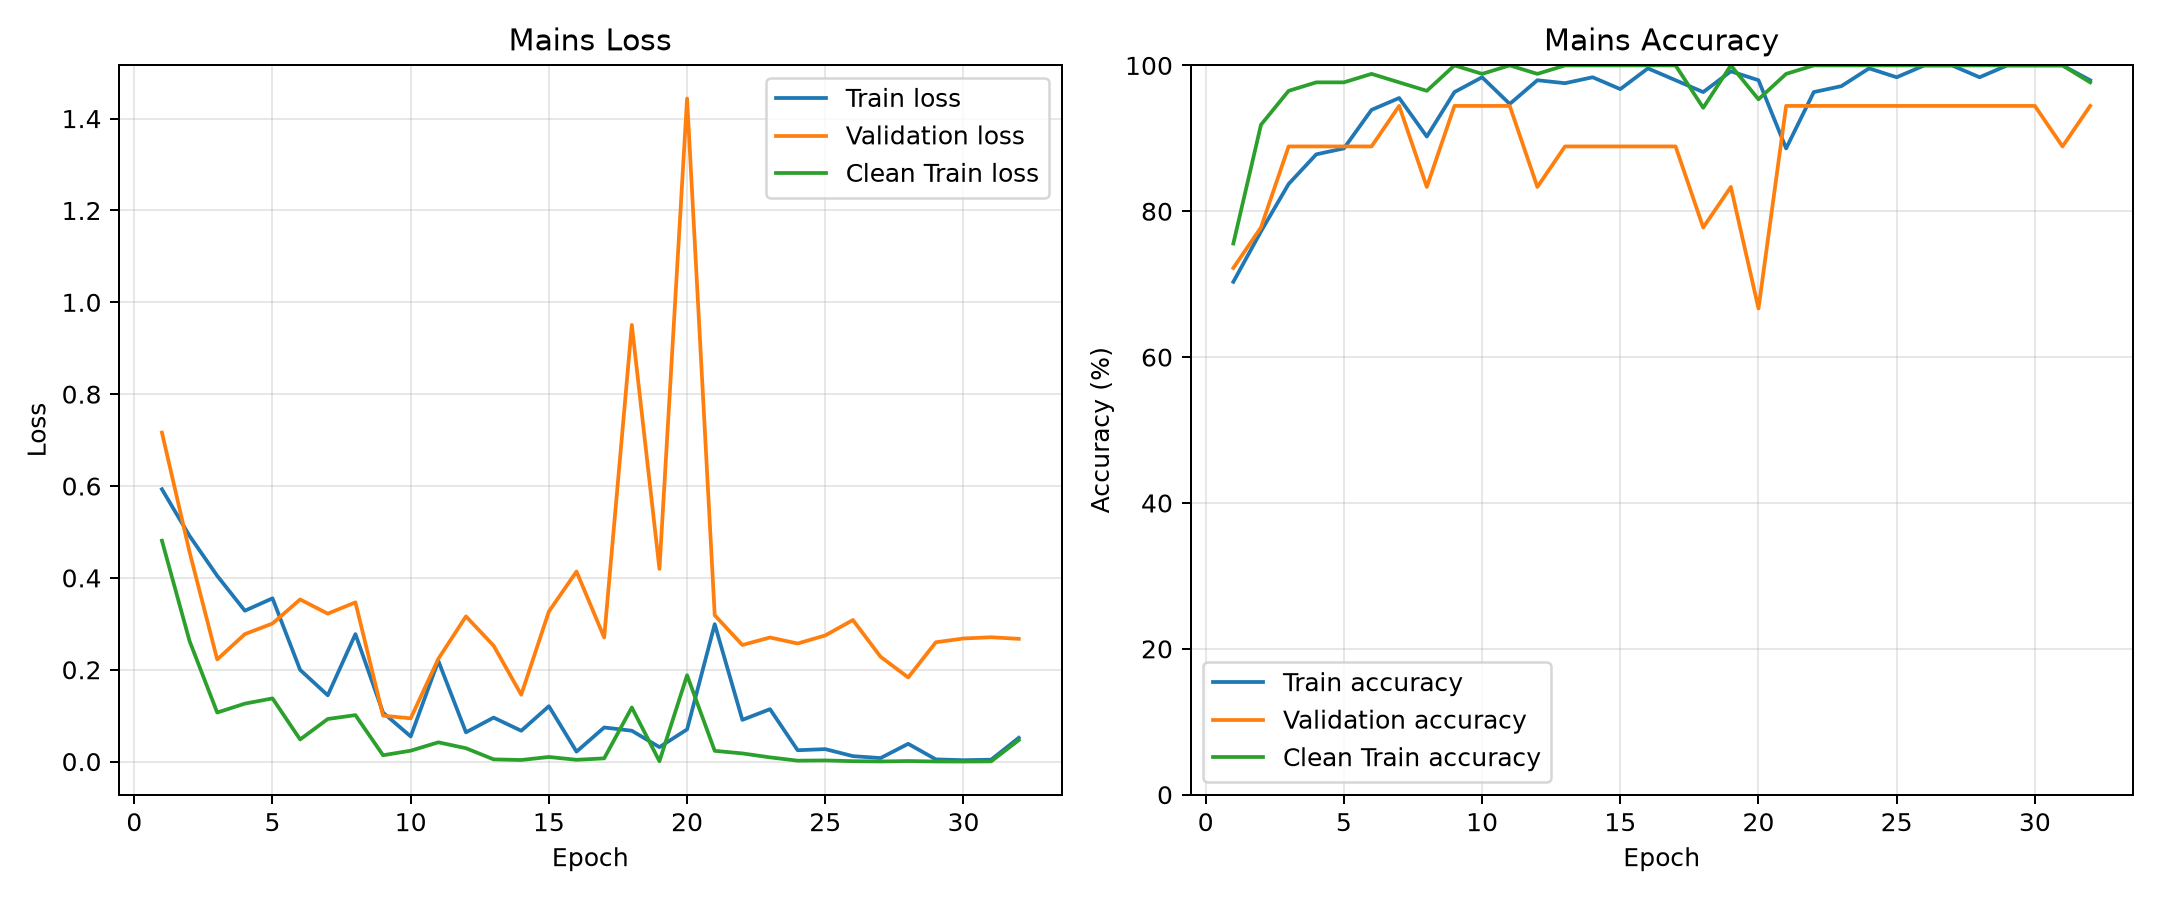 Mains Loss
Loss
1.4
1.2
1.0
0.8
0.6
0.4
0.2
0.0
0 5 10 15 20 25 30
Epoch
Train loss
Validation loss
Clean Train loss
Mains Accuracy
Accuracy (%)
100
80
60
40
20
0
0 5 10 15 20 25 30
Epoch
Train accuracy
Validation accuracy
Clean Train accuracy